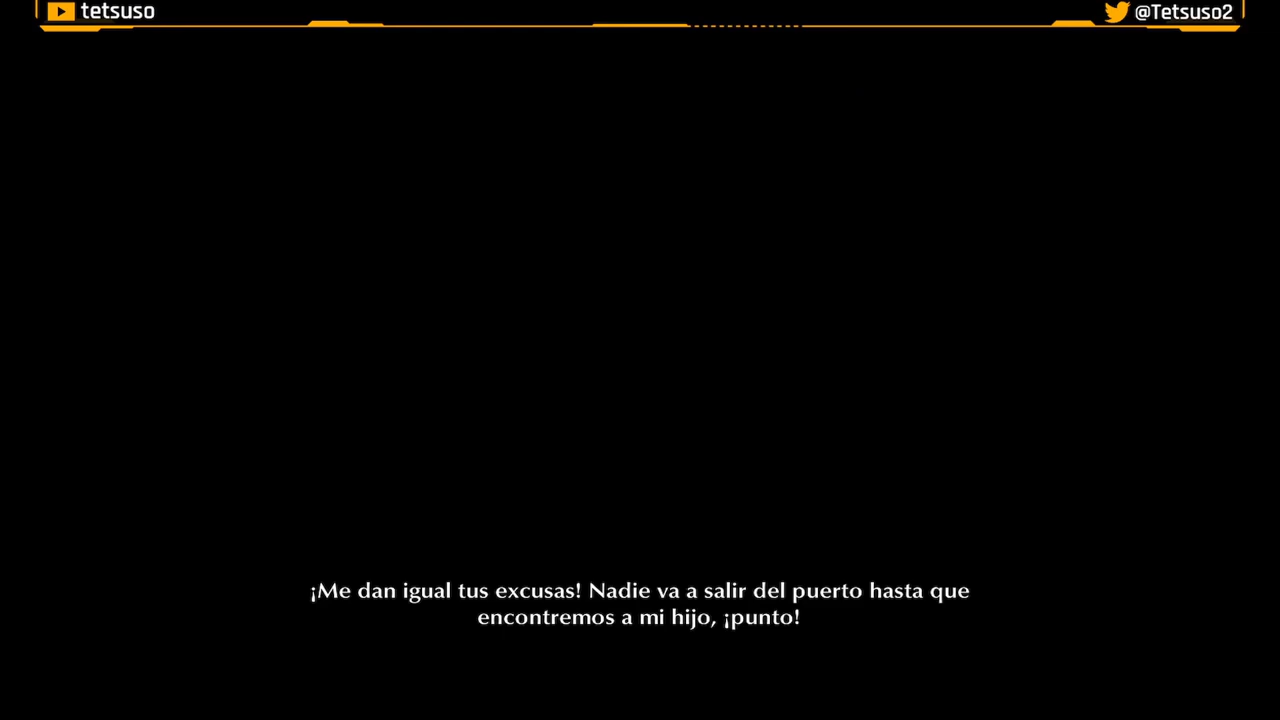 tetsuso
@Tetsuso2
¡Me dan igual tus excusas! Nadie va a salir del puerto hasta que
encontremos a mi hijo, ¡punto!